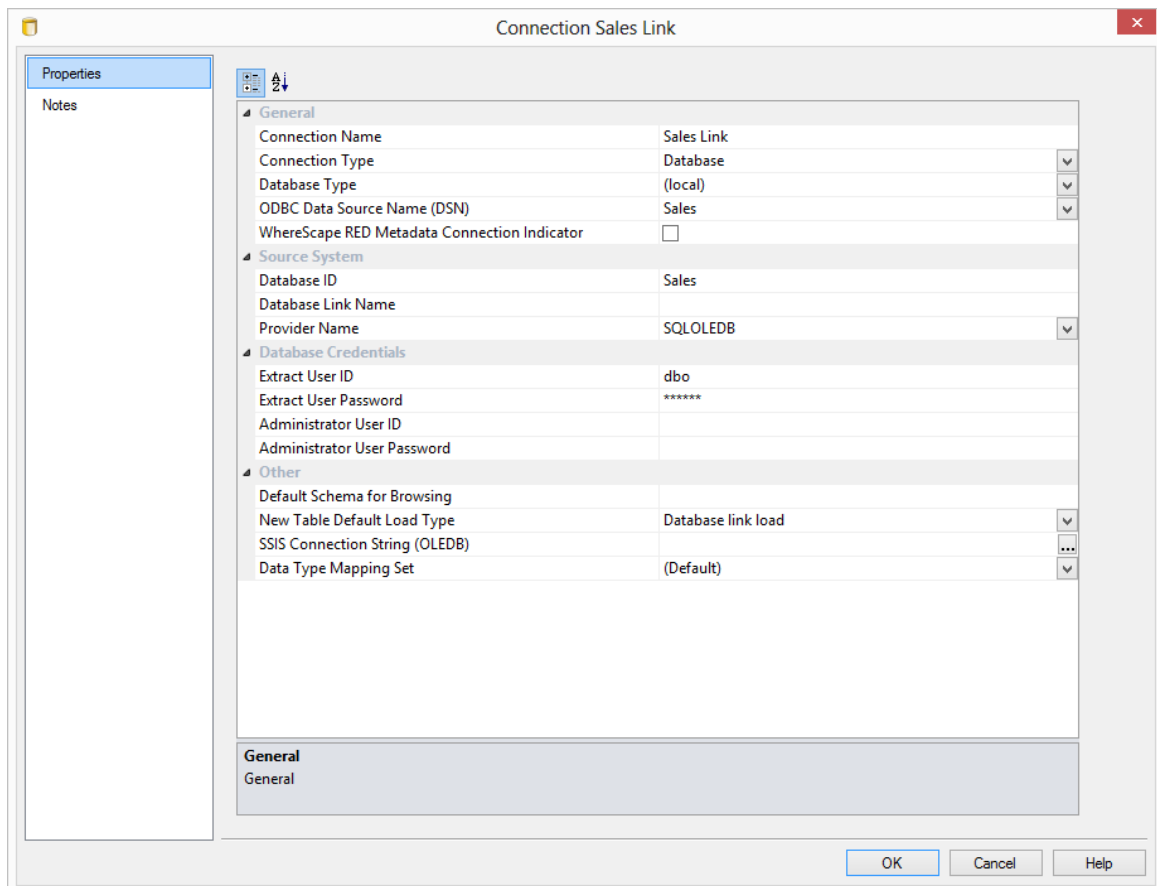 Connection Sales Link
Properties
Notes
General
Connection Name Sales Link
Connection Type Database
Database Type (local)
ODBC Data Source Name (DSN) Sales
WhereScape RED Metadata Connection Indicator
Source System
Database ID Sales
Database Link Name
Provider Name SQLOLEDB
Database Credentials
Extract User ID dbo
Extract User Password ******
Administrator User ID
Administrator User Password
Other
Default Schema for Browsing
New Table Default Load Type Database link load
SSIS Connection String (OLEDB) ...
Data Type Mapping Set (Default)
General
General
OK Cancel Help